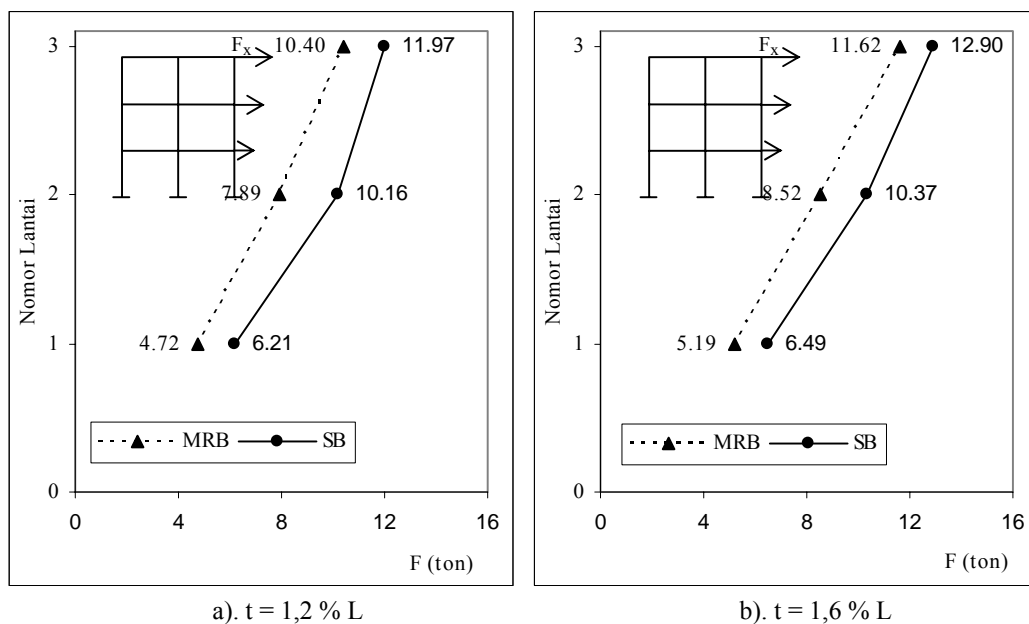 3
Fx
10.40
11.97
7.89
2
10.16
Nomor Lantai
4.72
1
6.21
MRB
SB
0
0
4
8
12
16
F (ton)
a). t = 1,2 % L
3
Fx
11.62
12.90
8.52
2
10.37
Nomor Lantai
5.19
1
6.49
MRB
SB
0
0
4
8
12
16
F (ton)
b). t = 1,6 % L